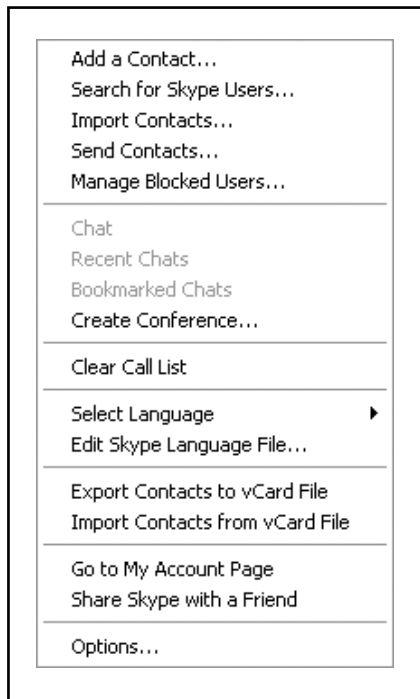 Add a Contact...
Search for Skype Users...
Import Contacts...
Send Contacts...
Manage Blocked Users...
Chat
Recent Chats
Bookmarked Chats
Create Conference...
Clear Call List
Select Language
Edit Skype Language File...
Export Contacts to vCard File
Import Contacts from vCard File
Go to My Account Page
Share Skype with a Friend
Options...